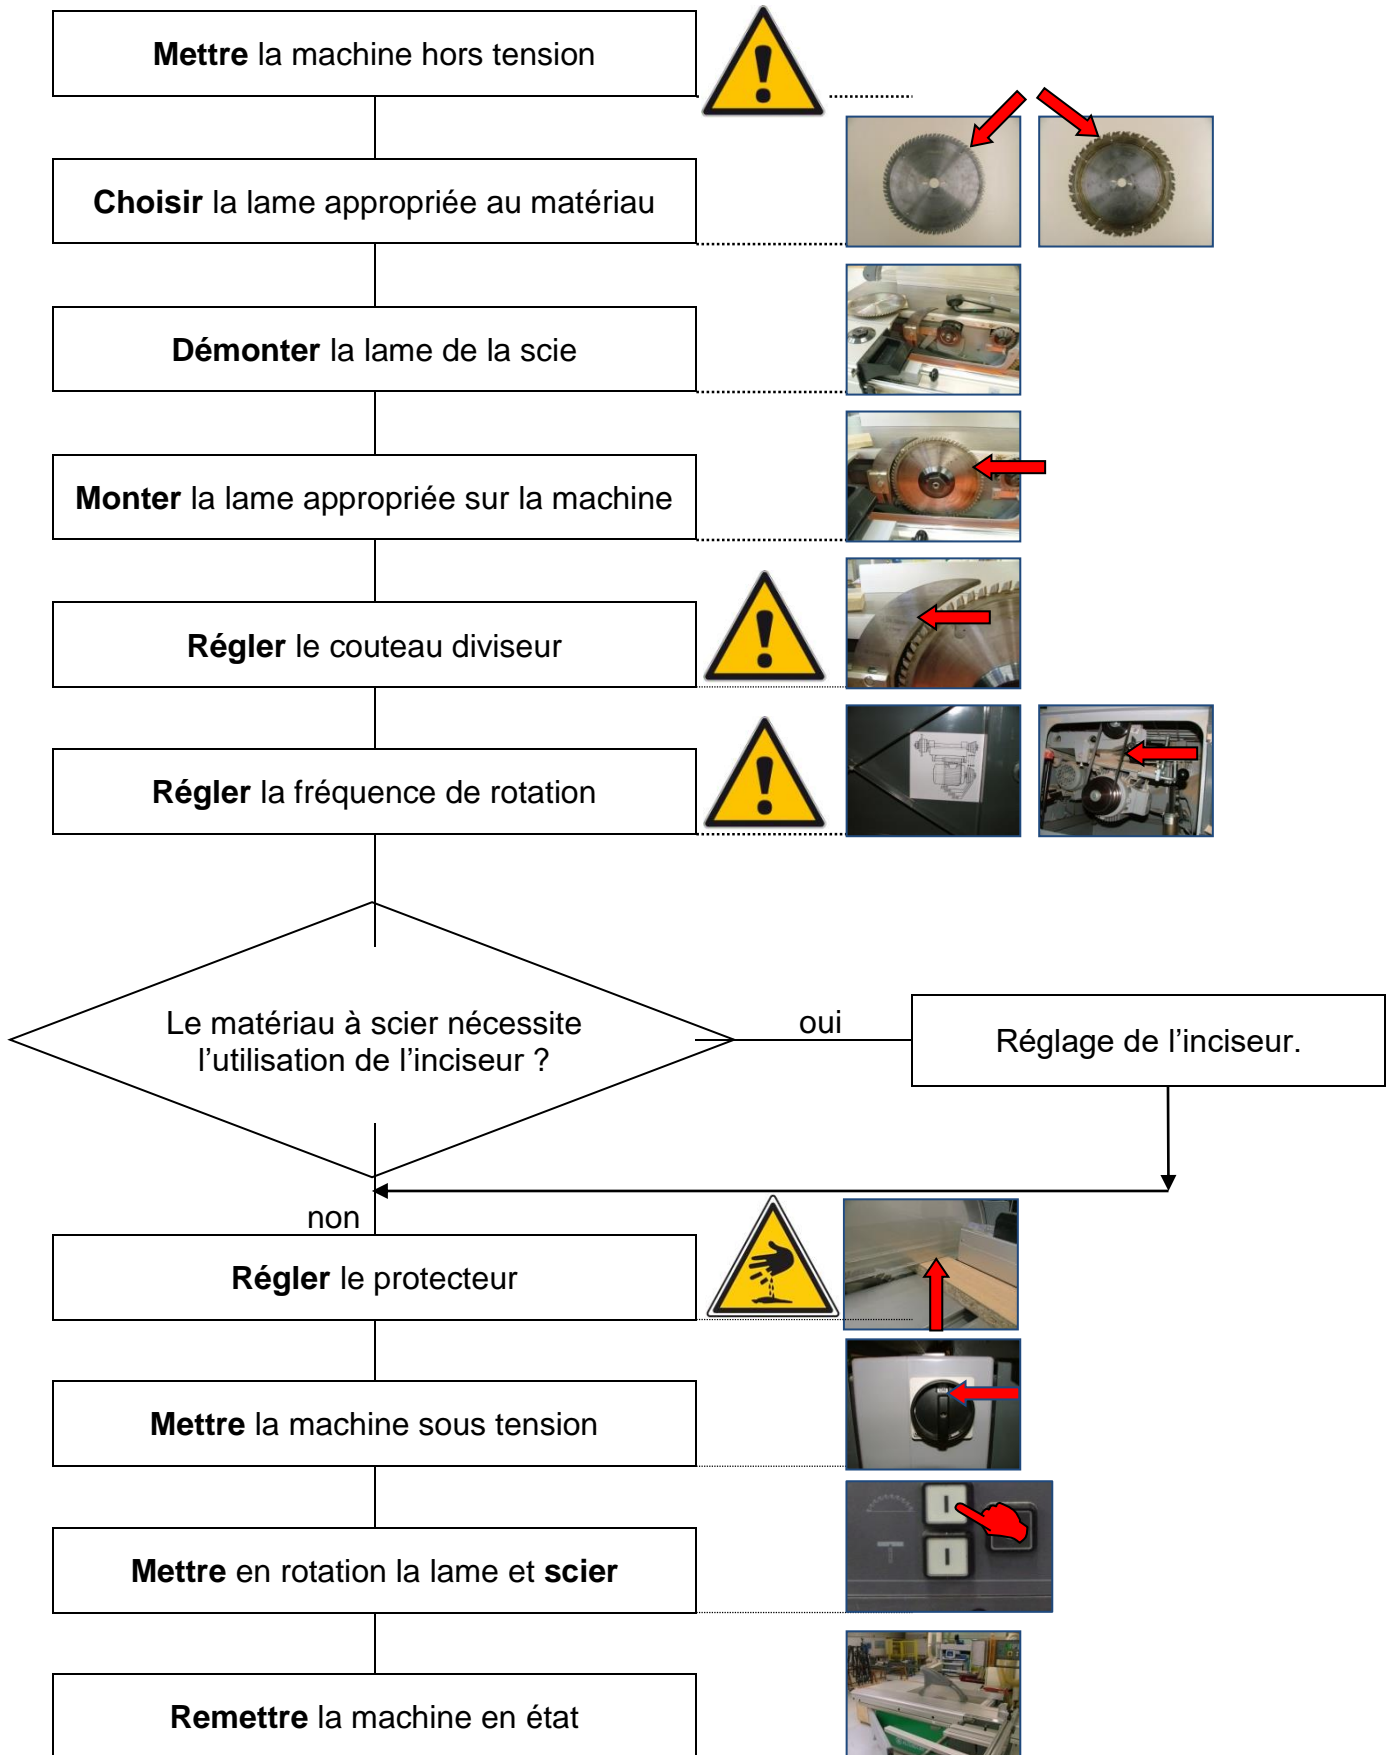 Mettre la machine hors tension
Choisir la lame appropriée au matériau
Démonter la lame de la scie
Monter la lame appropriée sur la machine
Régler le couteau diviseur
Régler la fréquence de rotation
Le matériau à scier nécessite
l’utilisation de l’inciseur ?
oui
Réglage de l’inciseur.
non
Régler le protecteur
Mettre la machine sous tension
Mettre en rotation la lame et scier
Remettre la machine en état